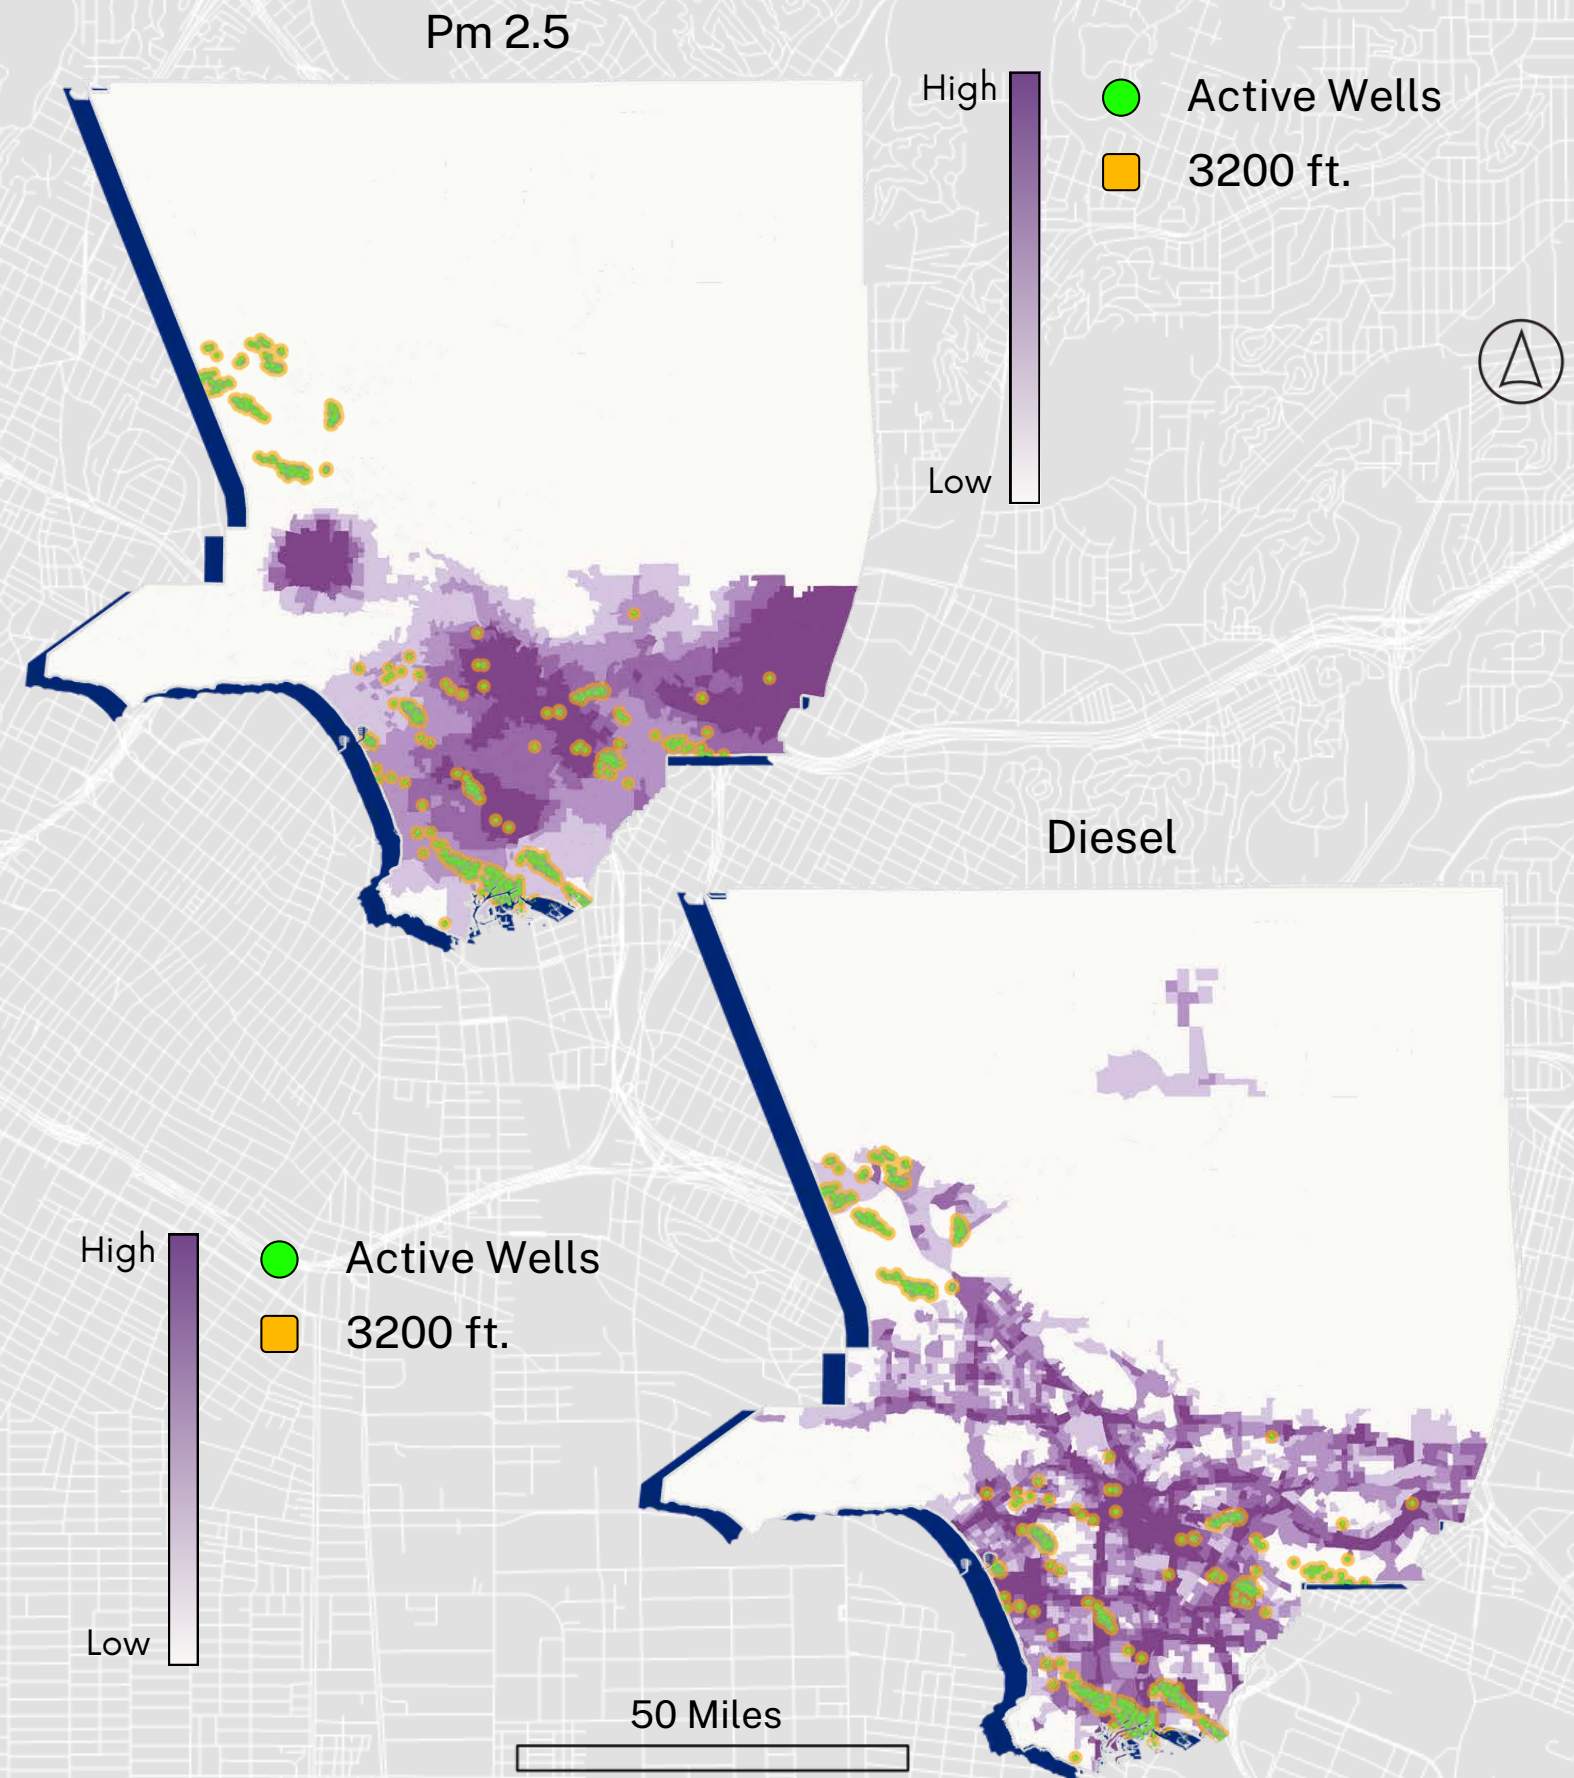 Pm 2.5
High
Active Wells
3200 ft.
Low
Diesel
High
Active Wells
3200 ft.
Low
50 Miles